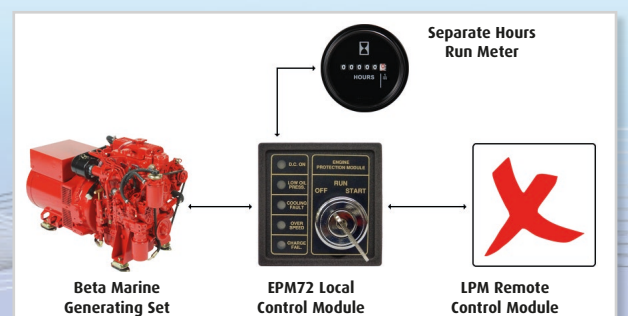 Separate Hours
Run Meter
00000
HOURS
D.C. ON
LOW OIL
PRESS.
COOLING
FAULT
OVER
SPEED
CHARGE
FAIL.
ENGINE
PROTECTION MODULE
RUN
OFF START
Beta Marine
Generating Set
EPM72 Local
Control Module
LPM Remote
Control Module